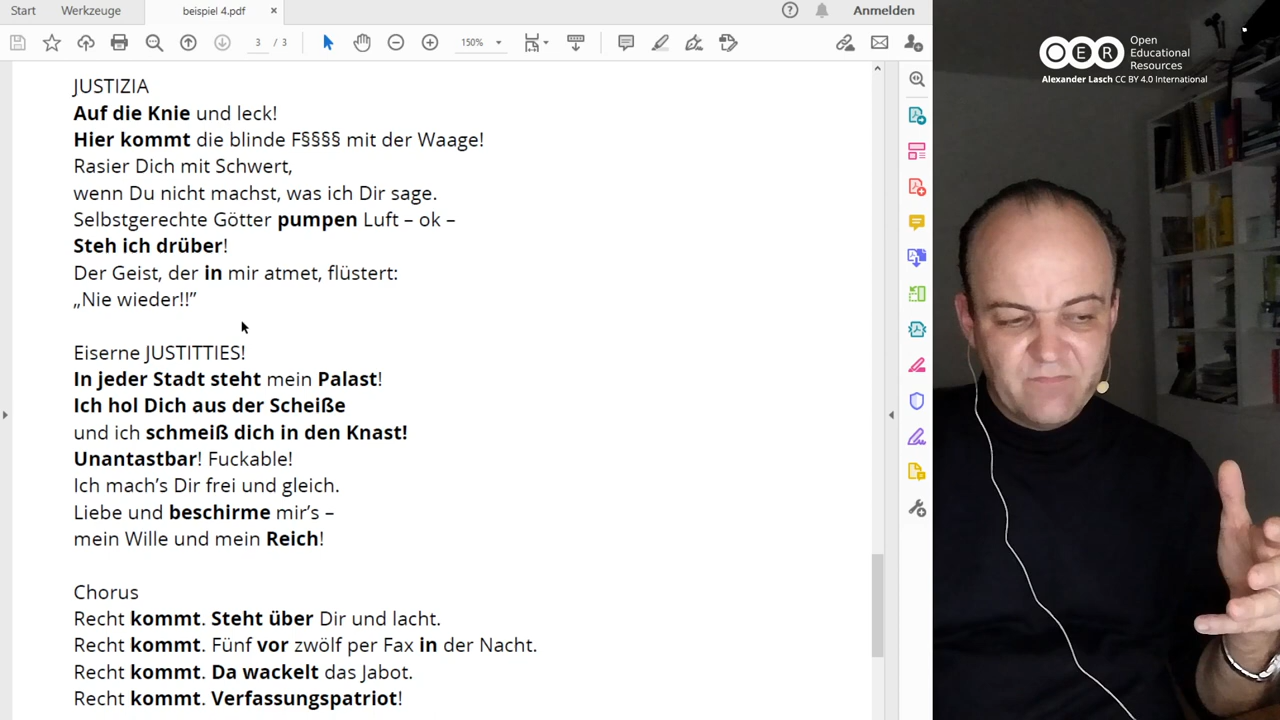 Start Werkzeuge beispiel 4.pdf × Anmelden
3 / 3 150%
OER Open
Educational
Resources
Alexander Lasch CC BY 4.0 International
JUSTIZIA
Auf die Knie und leck!
Hier kommt die blinde F§§§§ mit der Waage!
Rasier Dich mit Schwert,
wenn Du nicht machst, was ich Dir sage.
Selbstgerechte Götter pumpen Luft – ok –
Steh ich drüber!
Der Geist, der in mir atmet, flüstert:
„Nie wieder!!”
Eiserne JUSTITTIES!
In jeder Stadt steht mein Palast!
Ich hol Dich aus der Scheiße
und ich schmeiß dich in den Knast!
Unantastbar! Fuckable!
Ich mach’s Dir frei und gleich.
Liebe und beschirme mir’s –
mein Wille und mein Reich!
Chorus
Recht kommt. Steht über Dir und lacht.
Recht kommt. Fünf vor zwölf per Fax in der Nacht.
Recht kommt. Da wackelt das Jabot.
Recht kommt. Verfassungspatriot!